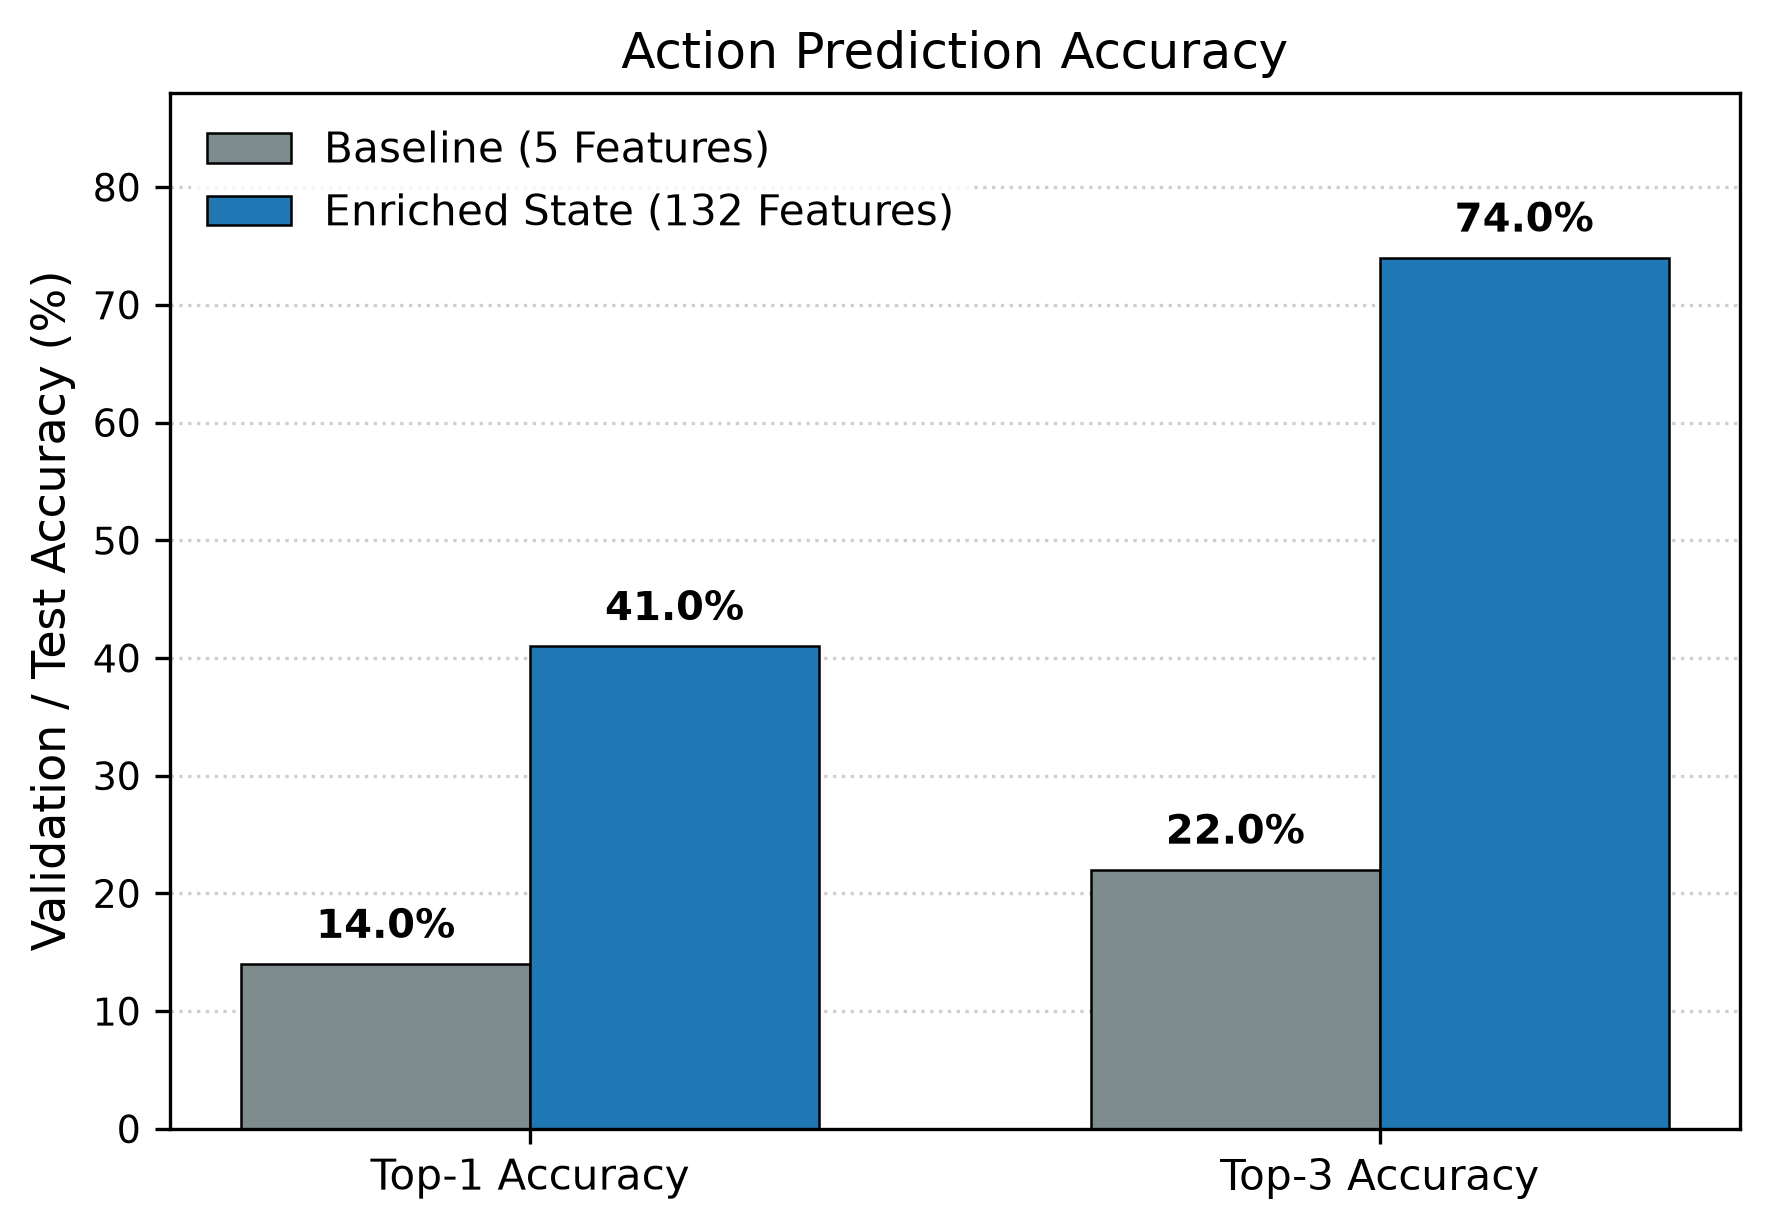 Action Prediction Accuracy
Baseline (5 Features)
Enriched State (132 Features)
Validation / Test Accuracy (%)
80
70
60
50
40
30
20
10
0
14.0%
41.0%
22.0%
74.0%
Top-1 Accuracy
Top-3 Accuracy